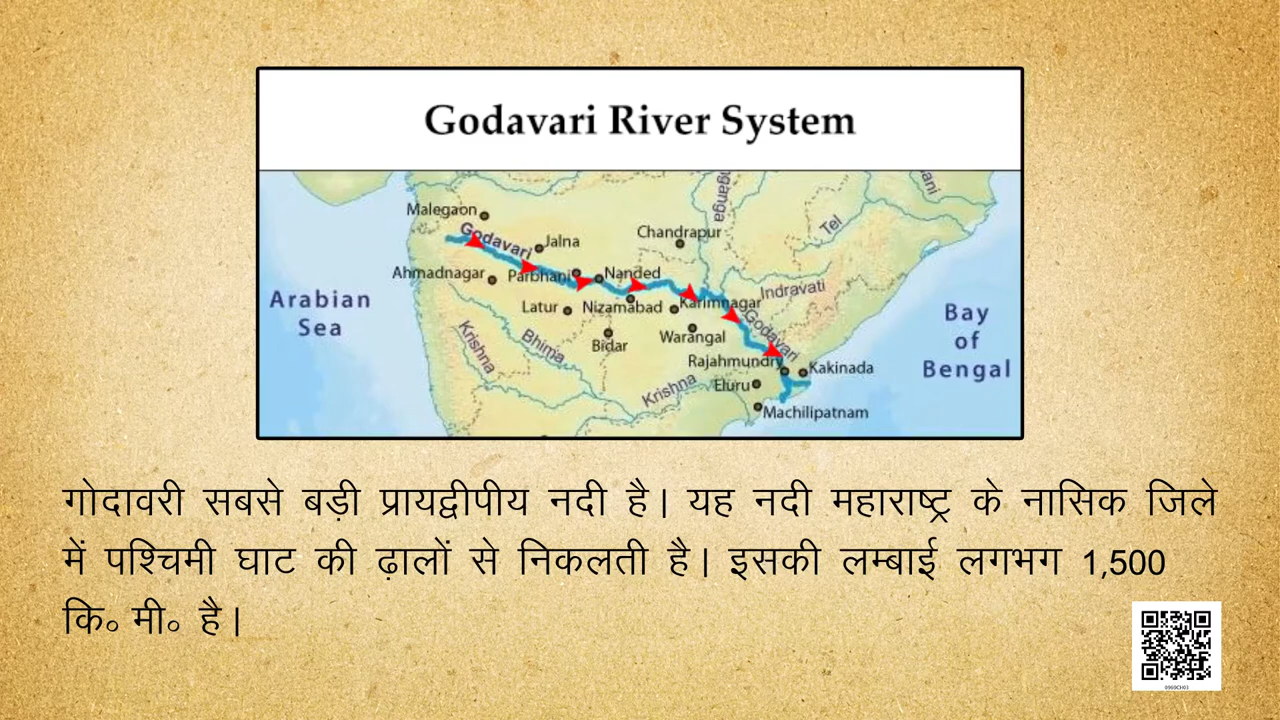 Godavari River System
Malegaon
Godavari
Jalna
Chandrapur
Tel
Ahmadnagar
Parbhani
Nanded
Indravati
Arabian
Sea
Latur
Nizamabad
Karimnagar
Godavari
Bay
of
Bengal
Krishna
Bhima
Bidar
Warangal
Rajahmundry
Kakinada
Krishna
Eluru
Machilipatnam
गोदावरी सबसे बड़ी प्रायद्वीपीय नदी है। यह नदी महाराष्ट्र के नासिक जिले
में पश्चिमी घाट की ढ़ालों से निकलती है। इसकी लम्बाई लगभग 1,500
कि॰ मी॰ है।
0960CH03